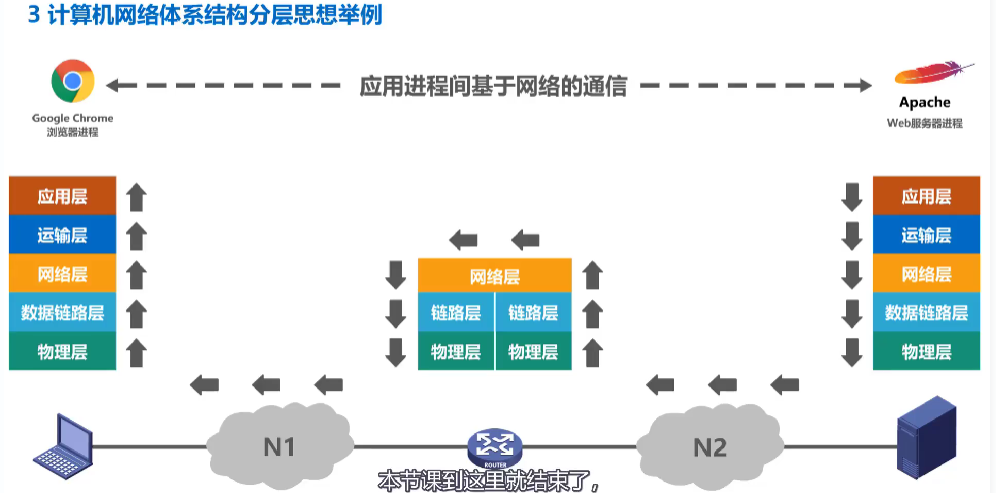 3 计算机网络体系结构分层思想举例
应用进程间基于网络的通信
Google Chrome
浏览器进程
Apache
Web服务器进程
应用层
运输层
网络层
数据链路层
物理层
网络层
链路层 链路层
物理层 物理层
应用层
运输层
网络层
数据链路层
物理层
N1
ROUTER
N2
本节课到这里就结束了，